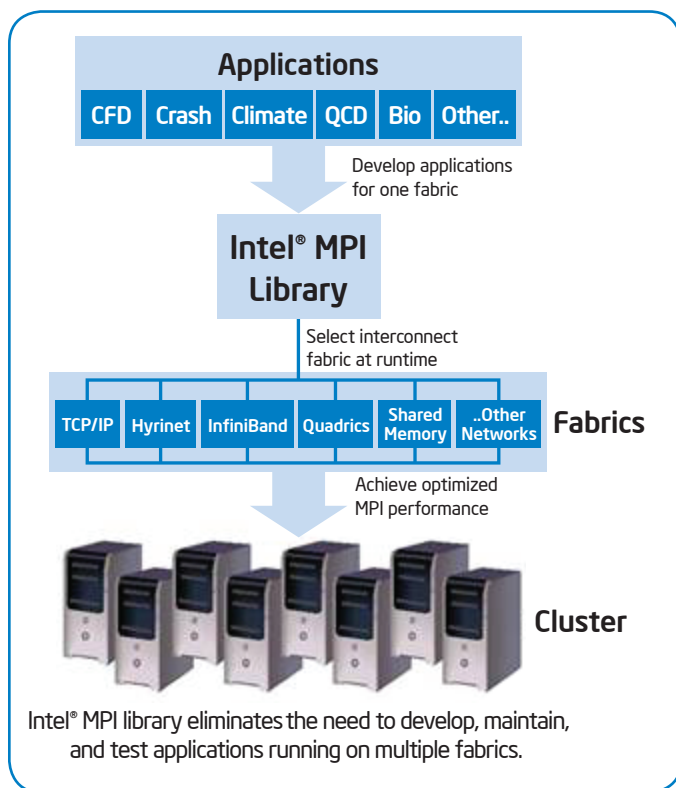 Applications
CFD
Crash
Climate
QCD
Bio
Other..
Develop applications
for one fabric
Intel® MPI
Library
Select interconnect
fabric at runtime
TCP/IP
Hyrinet
InfiniBand
Quadrics
Shared
Memory
..Other
Networks
Fabrics
Achieve optimized
MPI performance
Cluster
Intel® MPI library eliminates the need to develop, maintain,
and test applications running on multiple fabrics.